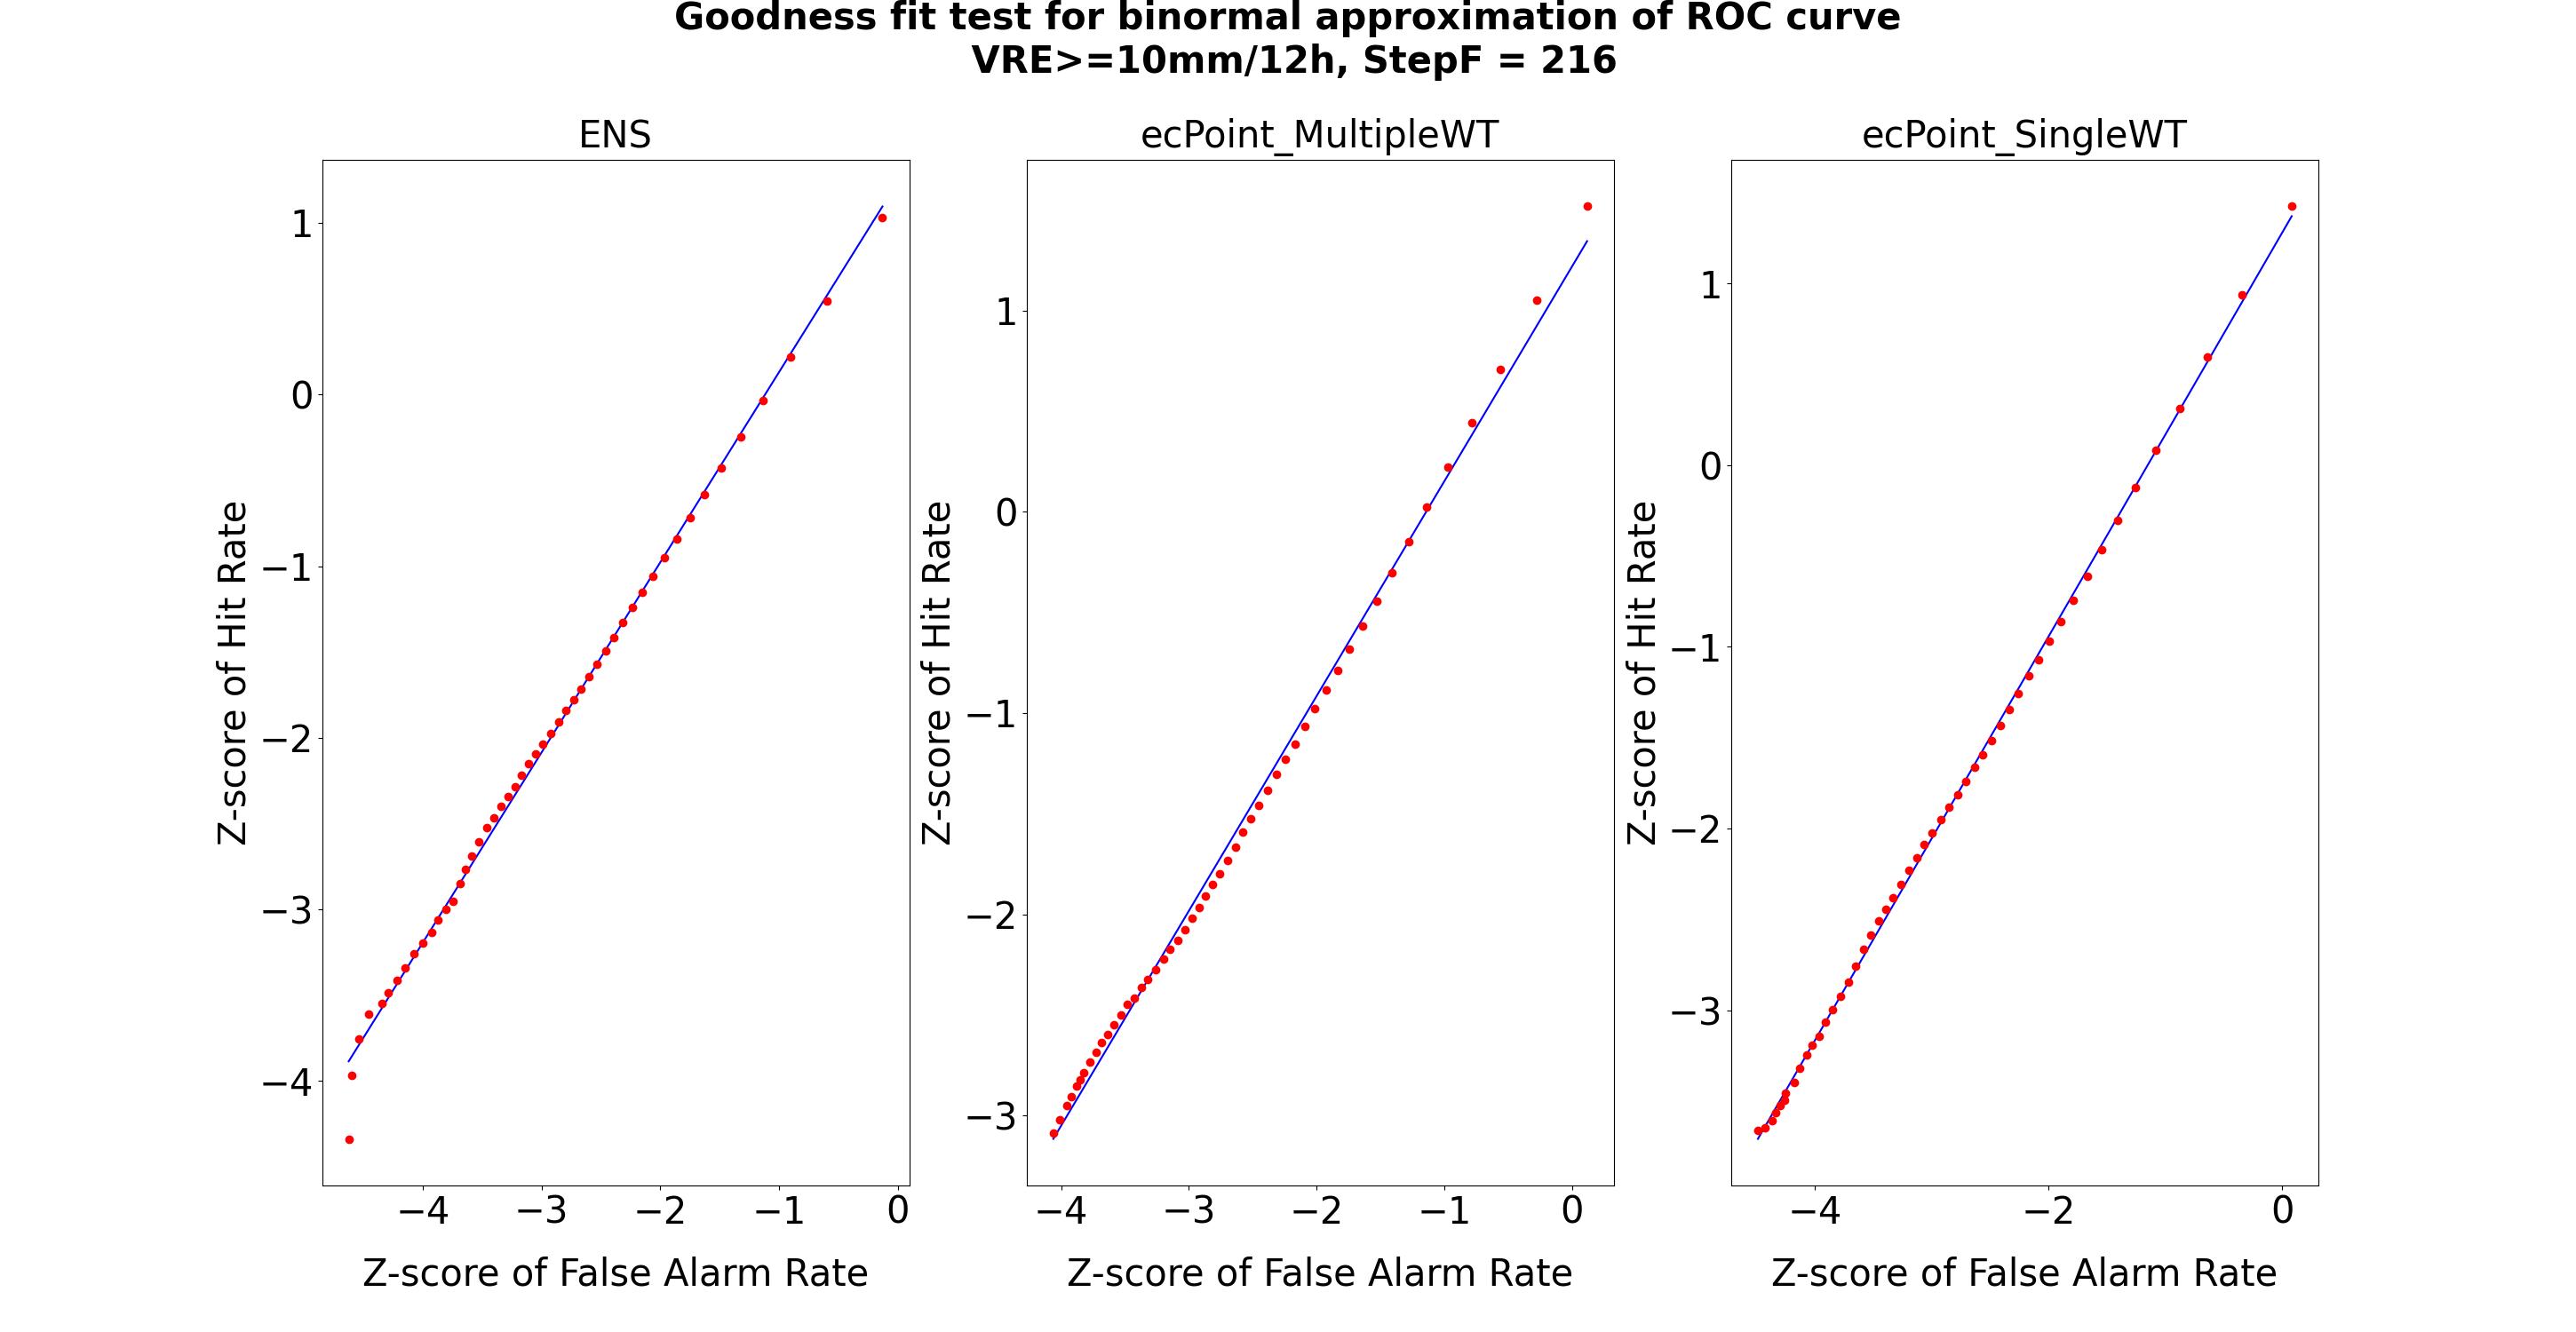 Goodness fit test for binormal approximation of ROC curve
VRE>=10mm/12h, StepF = 216
ENS
Z-score of Hit Rate
1
0
−1
−2
−3
−4
−4 −3 −2 −1 0
Z-score of False Alarm Rate
ecPoint_MultipleWT
Z-score of Hit Rate
1
0
−1
−2
−3
−4 −3 −2 −1 0
Z-score of False Alarm Rate
ecPoint_SingleWT
Z-score of Hit Rate
1
0
−1
−2
−3
−4 −2 0
Z-score of False Alarm Rate